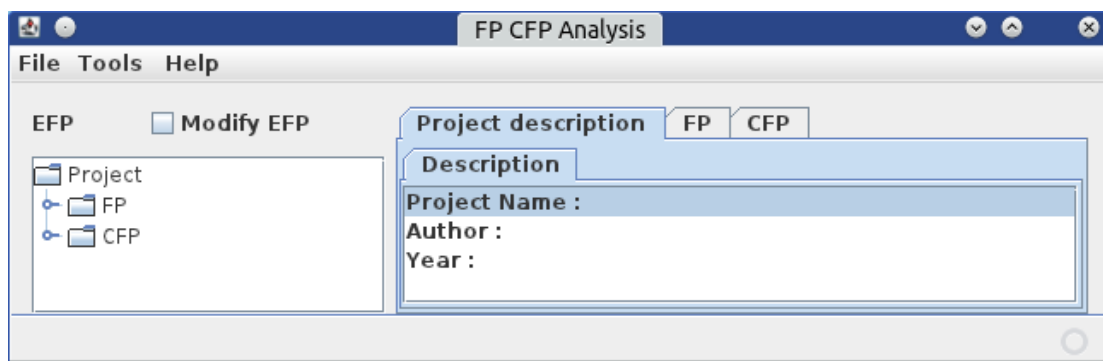 FP CFP Analysis
File Tools Help
EFP Modify EFP
Project
FP
CFP
Project description FP CFP
Description
Project Name :
Author :
Year :